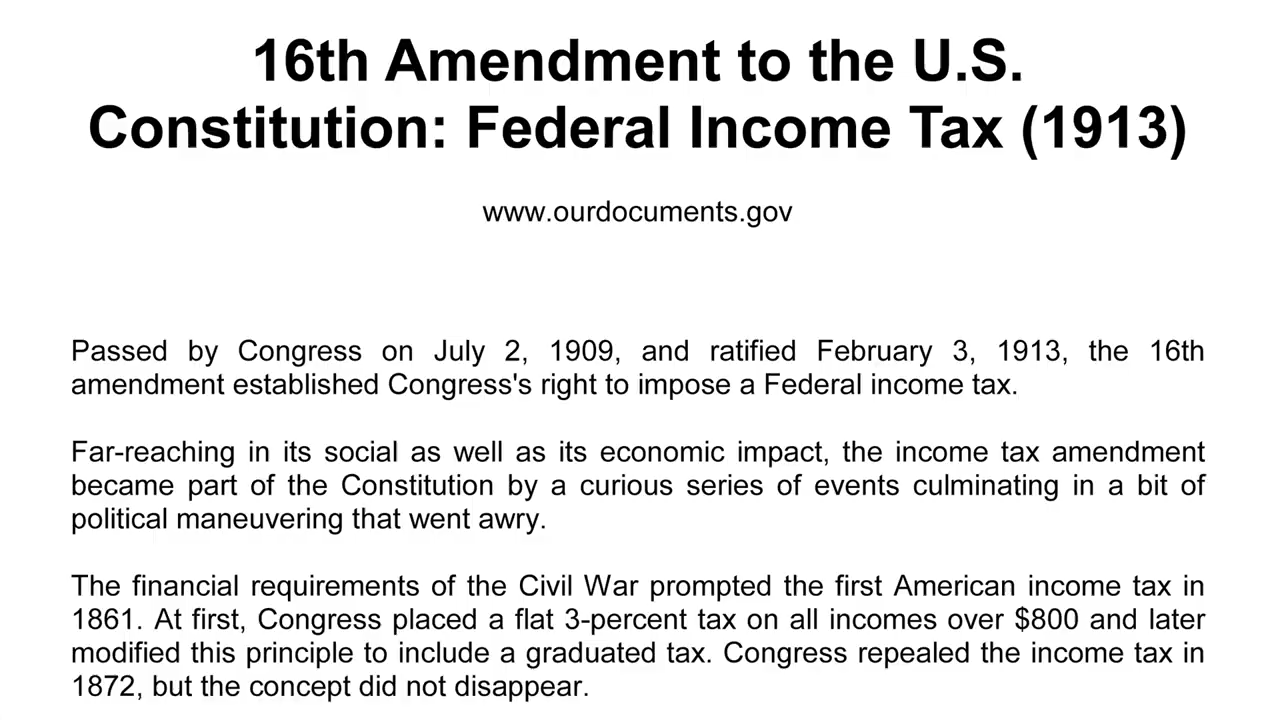 16th Amendment to the U.S.
Constitution: Federal Income Tax (1913)
www.ourdocuments.gov
Passed by Congress on July 2, 1909, and ratified February 3, 1913, the 16th
amendment established Congress's right to impose a Federal income tax.
Far-reaching in its social as well as its economic impact, the income tax amendment
became part of the Constitution by a curious series of events culminating in a bit of
political maneuvering that went awry.
The financial requirements of the Civil War prompted the first American income tax in
1861. At first, Congress placed a flat 3-percent tax on all incomes over $800 and later
modified this principle to include a graduated tax. Congress repealed the income tax in
1872, but the concept did not disappear.